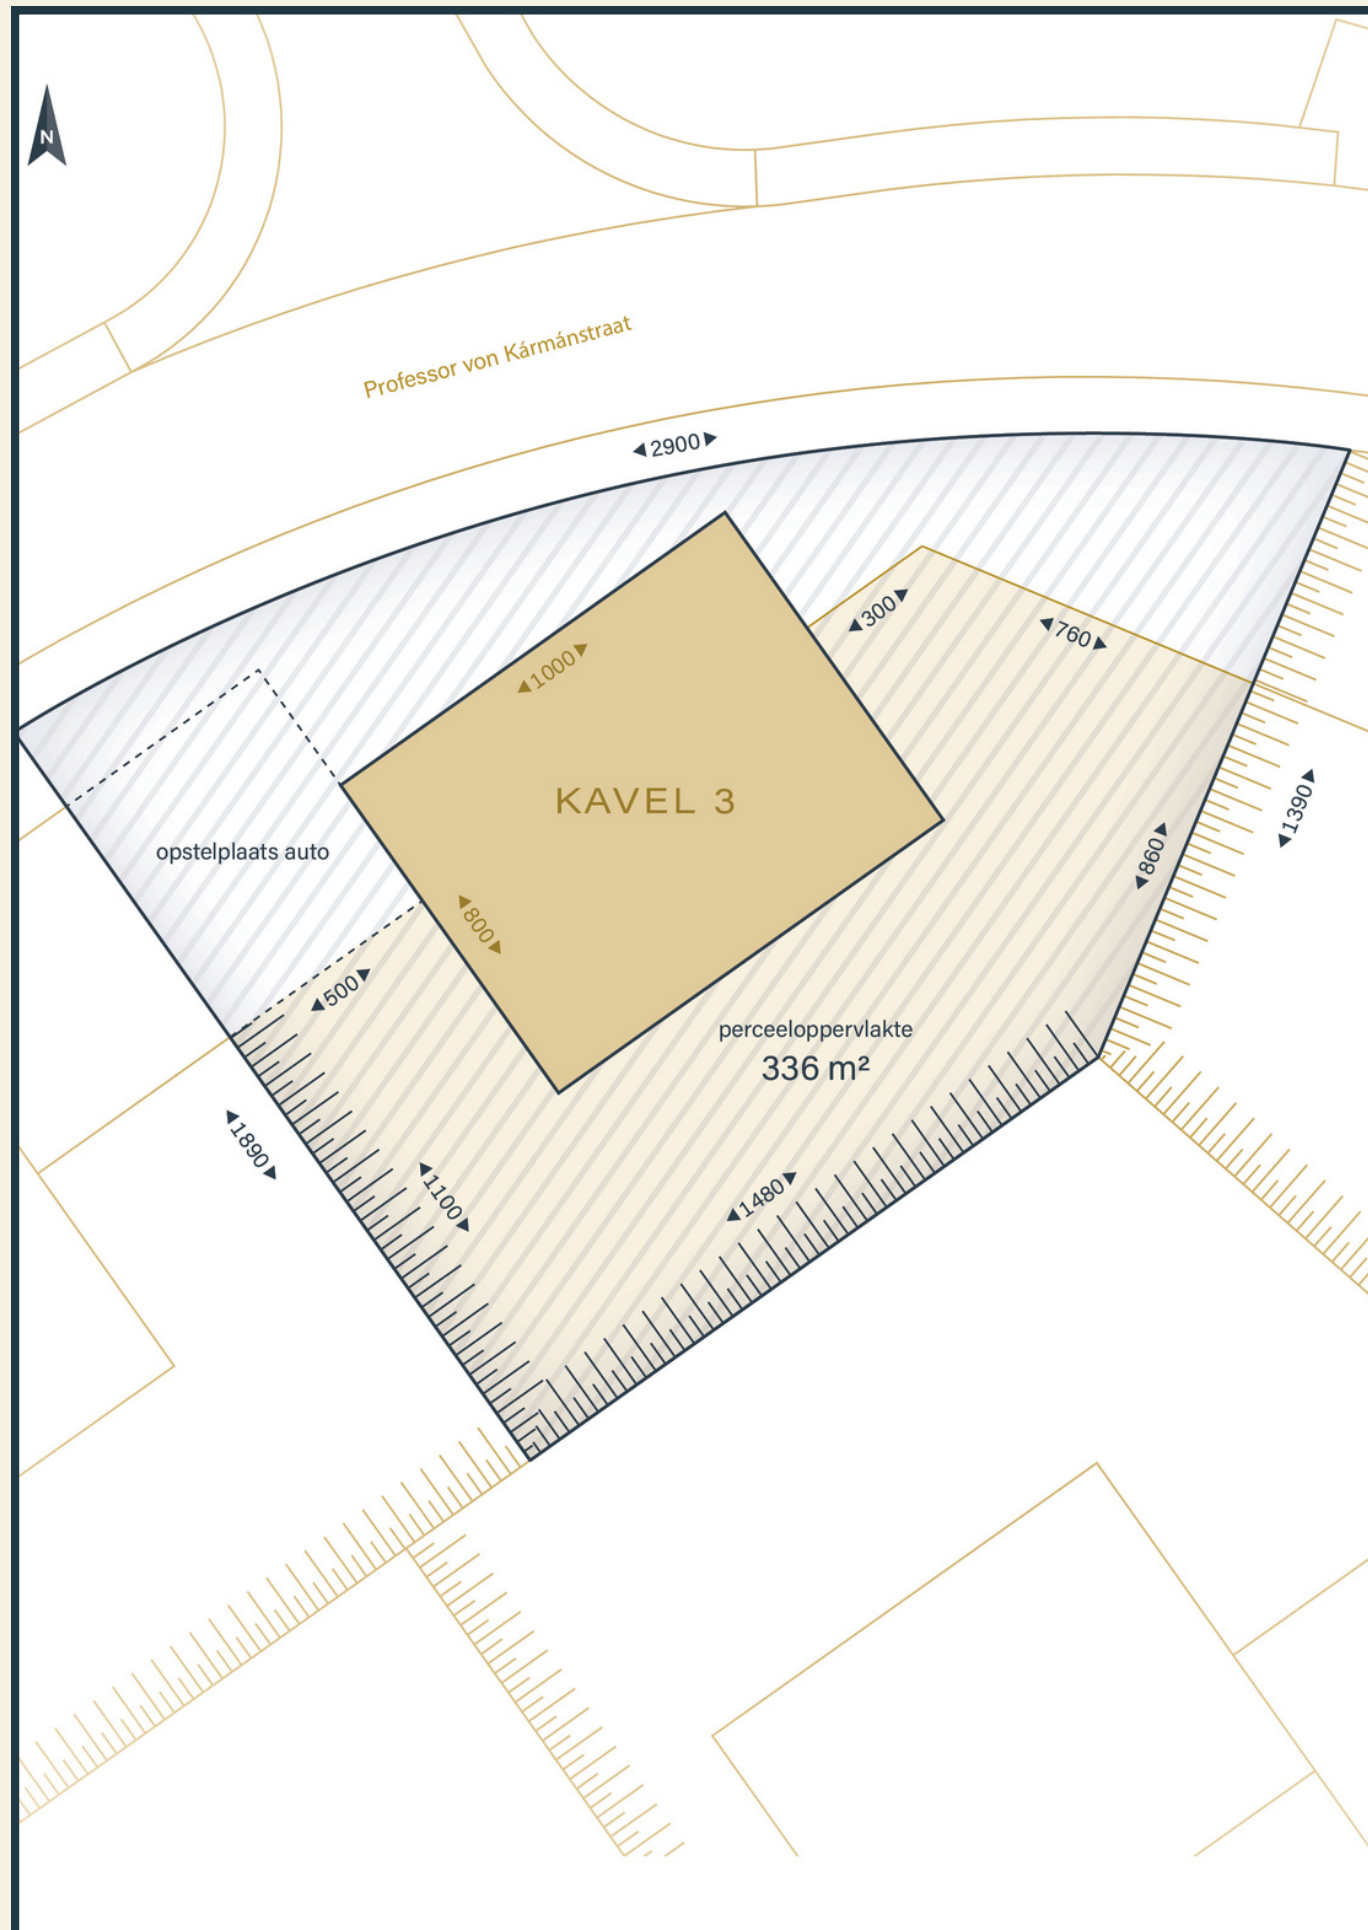 N
Professor von Kármánstraat
2900
300
760
1000
KAVEL 3
1390
opstelplaats auto
860
800
500
perceeloppervlakte
336 m²
1890
1100
1480